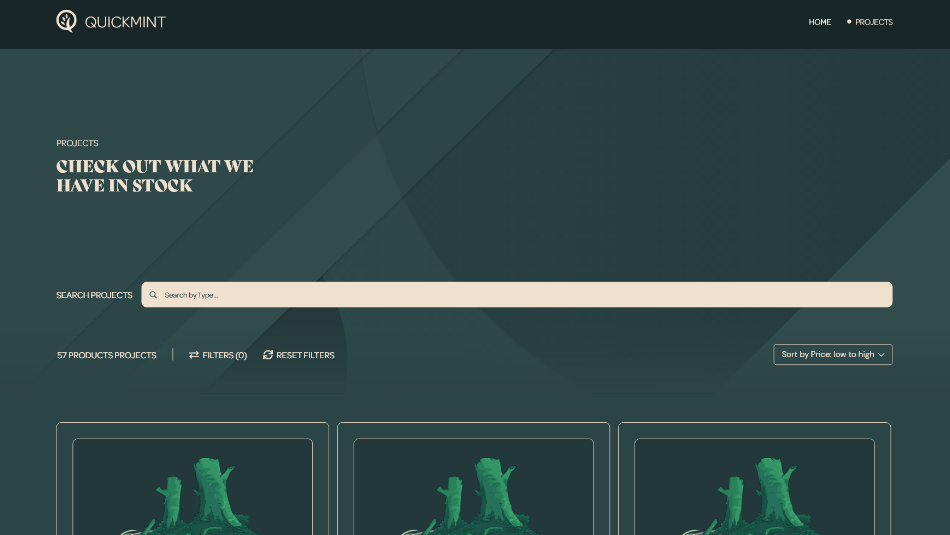 QUICKMINT
HOME
PROJECTS
PROJECTS
CHECK OUT WHAT WE
HAVE IN STOCK
SEARCH PROJECTS
Search by Type...
57 PRODUCTS PROJECTS
FILTERS (0)
RESET FILTERS
Sort by Price: low to high